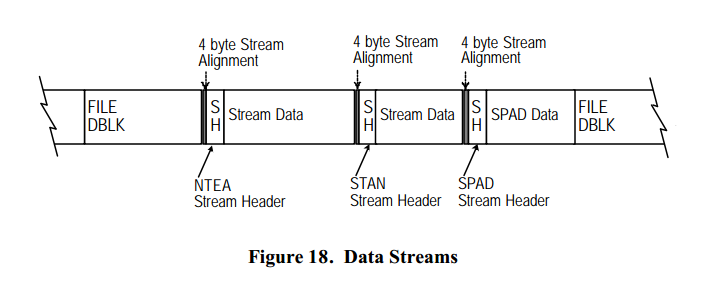 4 byte Stream
Alignment
4 byte Stream
Alignment
4 byte Stream
Alignment
FILE
DBLK
S
H
Stream Data
S
H
Stream Data
S
H
SPAD Data
FILE
DBLK
NTEA
Stream Header
STAN
Stream Header
SPAD
Stream Header
Figure 18. Data Streams